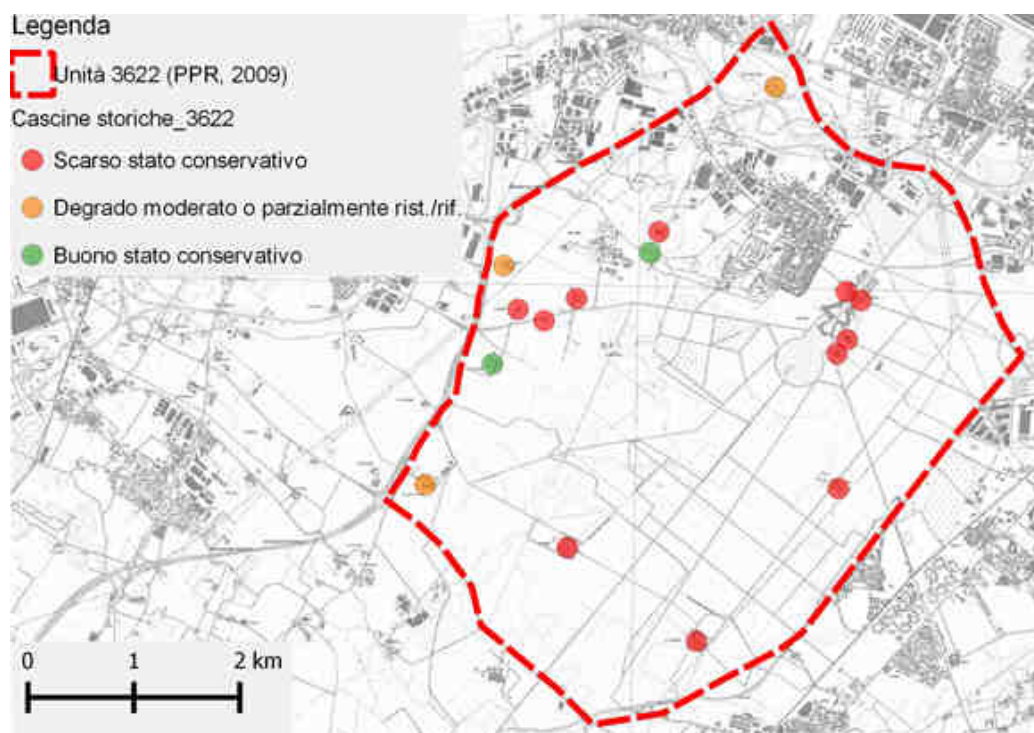 Legenda
Unità 3622 (PPR, 2009)
Cascine storiche_3622
Scarso stato conservativo
Degrado moderato o parzialmente rist./rif.
Buono stato conservativo
0 1 2 km